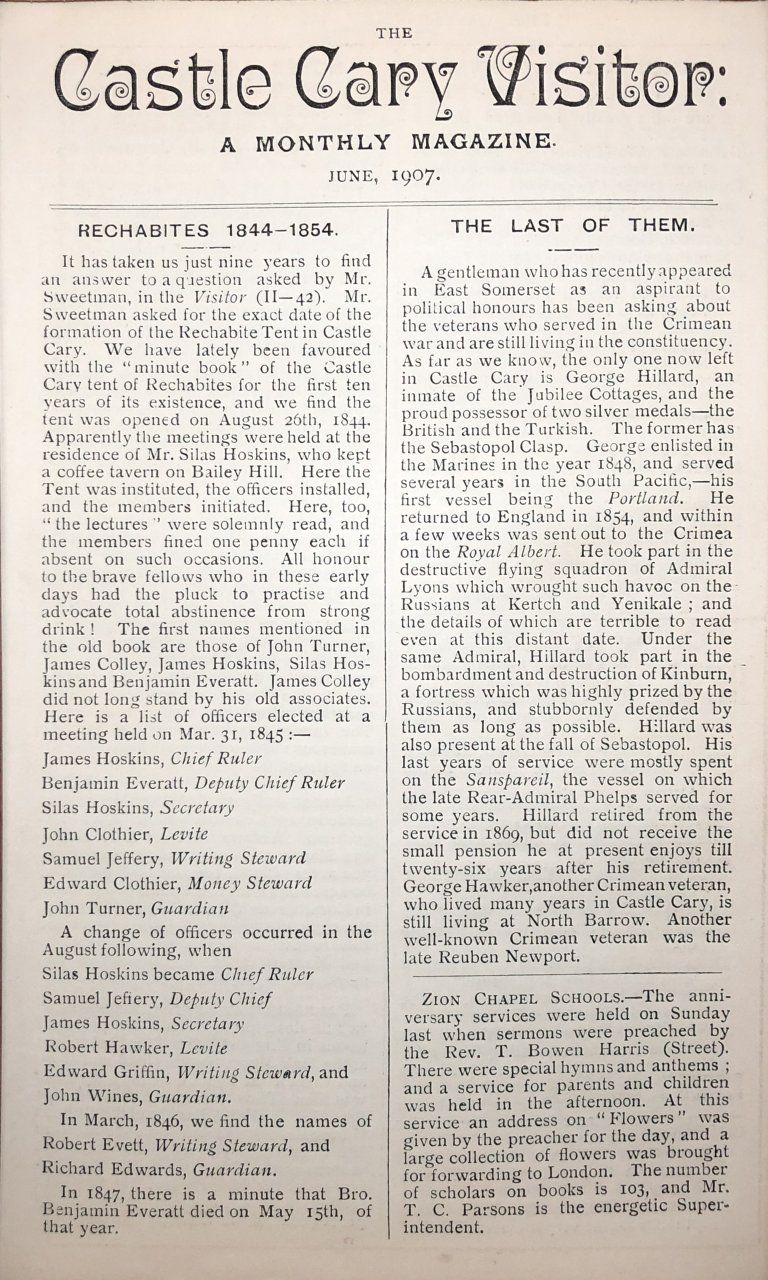 THE
Castle Cary Visitor:
A MONTHLY MAGAZINE.
JUNE, 1907.
RECHABITES 1844–1854.
It has taken us just nine years to find
an answer to a question asked by Mr.
Sweetman, in the Visitor (II—42). Mr.
Sweetman asked for the exact date of the
formation of the Rechabite Tent in Castle
Cary. We have lately been favoured
with the "minute book" of the Castle
Cary tent of Rechabites for the first ten
years of its existence, and we find the
tent was opened on August 26th, 1844.
Apparently the meetings were held at the
residence of Mr. Silas Hoskins, who kept
a coffee tavern on Bailey Hill. Here the
Tent was instituted, the officers installed,
and the members initiated. Here, too,
"the lectures" were solemnly read, and
the members fined one penny each if
absent on such occasions. All honour
to the brave fellows who in these early
days had the pluck to practise and
advocate total abstinence from strong
drink! The first names mentioned in
the old book are those of John Turner,
James Colley, James Hoskins, Silas Hos-
kins and Benjamin Everatt. James Colley
did not long stand by his old associates.
Here is a list of officers elected at a
meeting held on Mar. 31, 1845:—
James Hoskins, Chief Ruler
Benjamin Everatt, Deputy Chief Ruler
Silas Hoskins, Secretary
John Clothier, Levite
Samuel Jeffery, Writing Steward
Edward Clothier, Money Steward
John Turner, Guardian
A change of officers occurred in the
August following, when
Silas Hoskins became Chief Ruler
Samuel Jeffery, Deputy Chief
James Hoskins, Secretary
Robert Hawker, Levite
Edward Griffin, Writing Steward, and
John Wines, Guardian.
In March, 1846, we find the names of
Robert Evett, Writing Steward, and
Richard Edwards, Guardian.
In 1847, there is a minute that Bro.
Benjamin Everatt died on May 15th, of
that year.
THE LAST OF THEM.
A gentleman who has recently appeared
in East Somerset as an aspirant to
political honours has been asking about
the veterans who served in the Crimean
war and are still living in the constituency.
As far as we know, the only one now left
in Castle Cary is George Hillard, an
inmate of the Jubilee Cottages, and the
proud possessor of two silver medals—the
British and the Turkish. The former has
the Sebastopol Clasp. George enlisted in
the Marines in the year 1848, and served
several years in the South Pacific,—his
first vessel being the Portland. He
returned to England in 1854, and within
a few weeks was sent out to the Crimea
on the Royal Albert. He took part in the
destructive flying squadron of Admiral
Lyons which wrought such havoc on the
Russians at Kertch and Yenikale; and
the details of which are terrible to read
even at this distant date. Under the
same Admiral, Hillard took part in the
bombardment and destruction of Kinburn,
a fortress which was highly prized by the
Russians, and stubbornly defended by
them as long as possible. Hillard was
also present at the fall of Sebastopol. His
last years of service were mostly spent
on the Sanspareil, the vessel on which
the late Rear-Admiral Phelps served for
some years. Hillard retired from the
service in 1869, but did not receive the
small pension he at present enjoys till
twenty-six years after his retirement.
George Hawker, another Crimean veteran,
who lived many years in Castle Cary, is
still living at North Barrow. Another
well-known Crimean veteran was the
late Reuben Newport.
ZION CHAPEL SCHOOLS.—The anni-
versary services were held on Sunday
last when sermons were preached by
the Rev. T. Bowen Harris (Street).
There were special hymns and anthems;
and a service for parents and children
was held in the afternoon. At this
service an address on "Flowers" was
given by the preacher for the day, and a
large collection of flowers was brought
for forwarding to London. The number
of scholars on books is 103, and Mr.
T. C. Parsons is the energetic Super-
intendent.